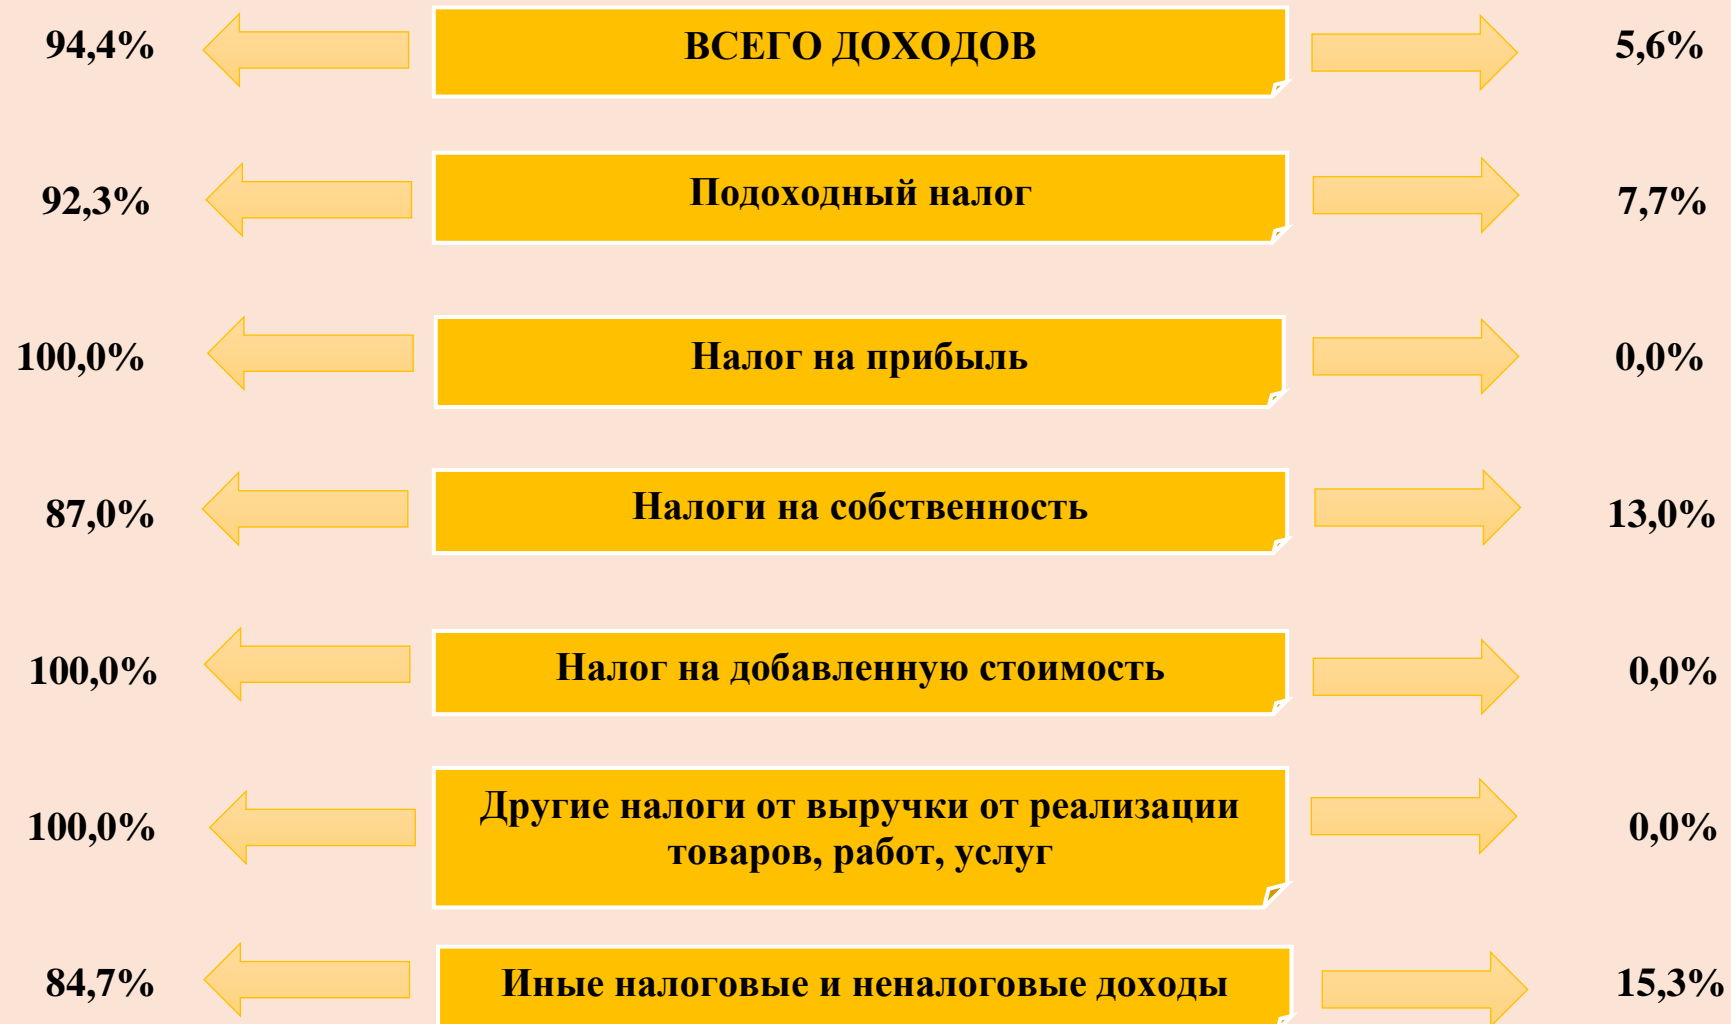 94,4% ВСЕГО ДОХОДОВ 5,6%
92,3% Подоходный налог 7,7%
100,0% Налог на прибыль 0,0%
87,0% Налоги на собственность 13,0%
100,0% Налог на добавленную стоимость 0,0%
Другие налоги от выручки от реализации
100,0% товаров, работ, услуг 0,0%
84,7% Иные налоговые и неналоговые доходы 15,3%